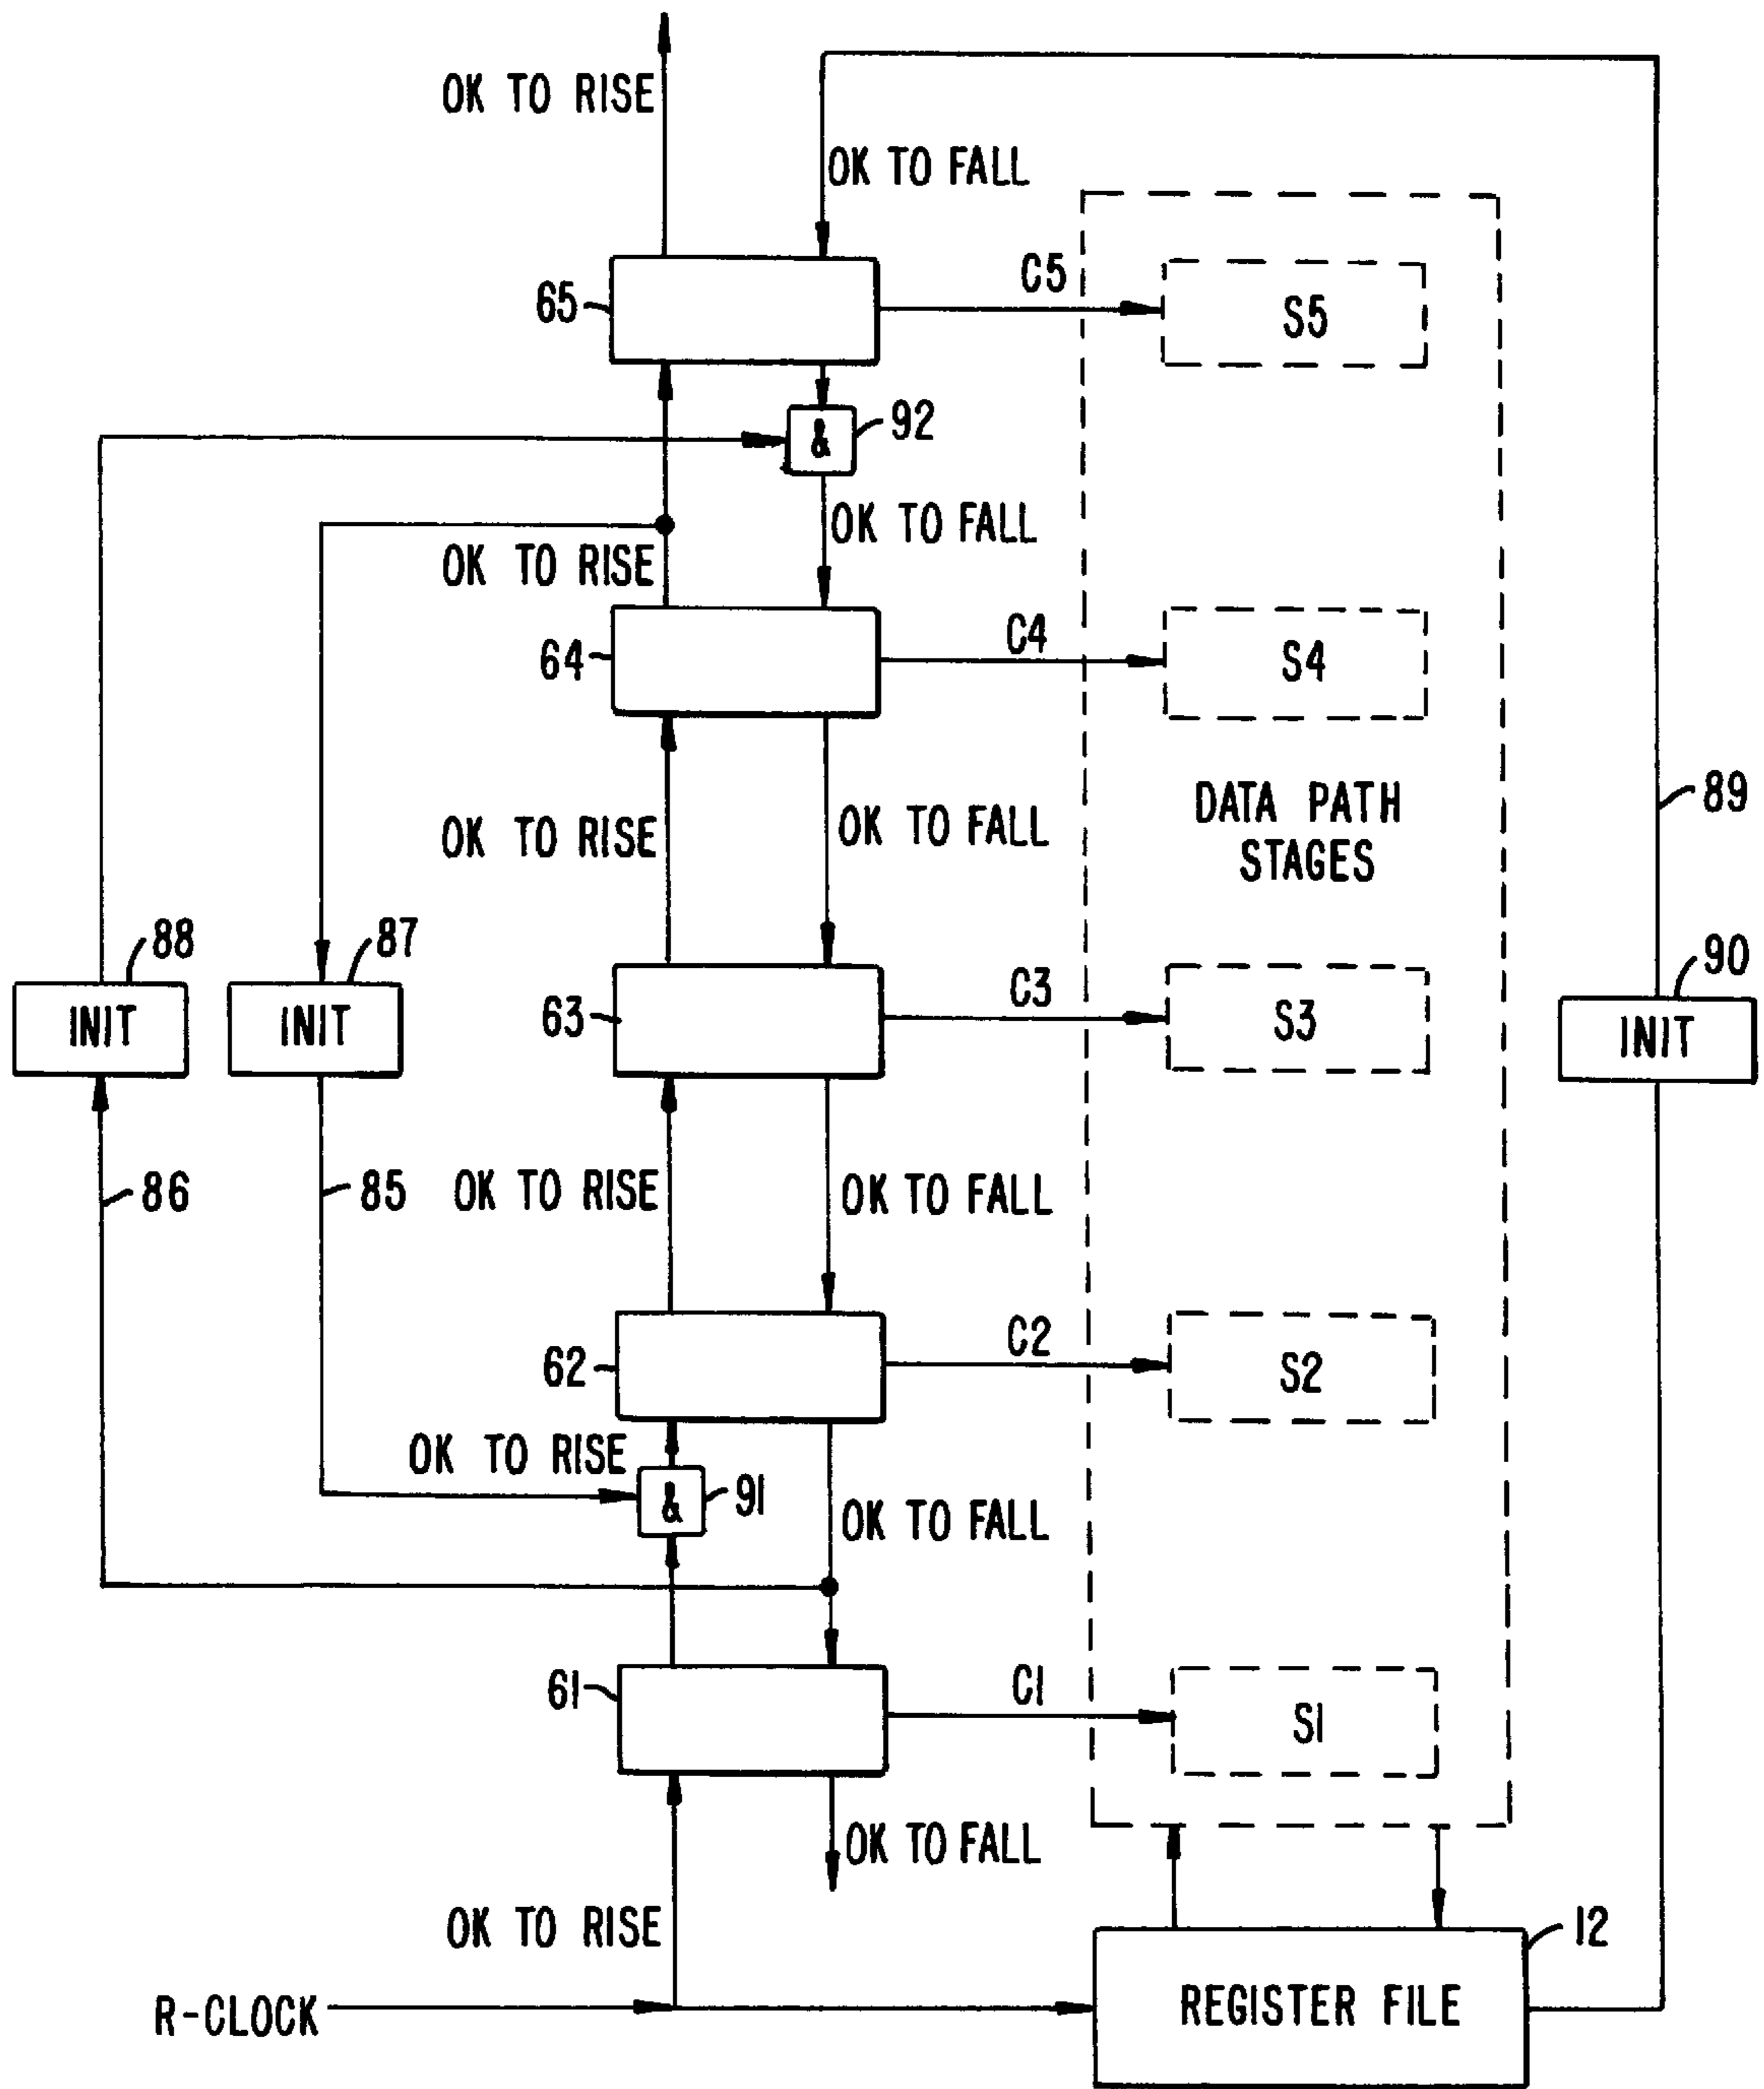 OK TO RISE
OK TO FALL
C5
65
S5
& 92
OK TO FALL
OK TO RISE
C4
64
S4
89
DATA PATH
STAGES
OK TO RISE
OK TO FALL
88
87
90
C3
INIT
INIT
63
S3
INIT
86
85
OK TO RISE
OK TO FALL
C2
62
S2
OK TO RISE
& 91
OK TO FALL
61
C1
S1
OK TO FALL
OK TO RISE
12
R-CLOCK
REGISTER FILE